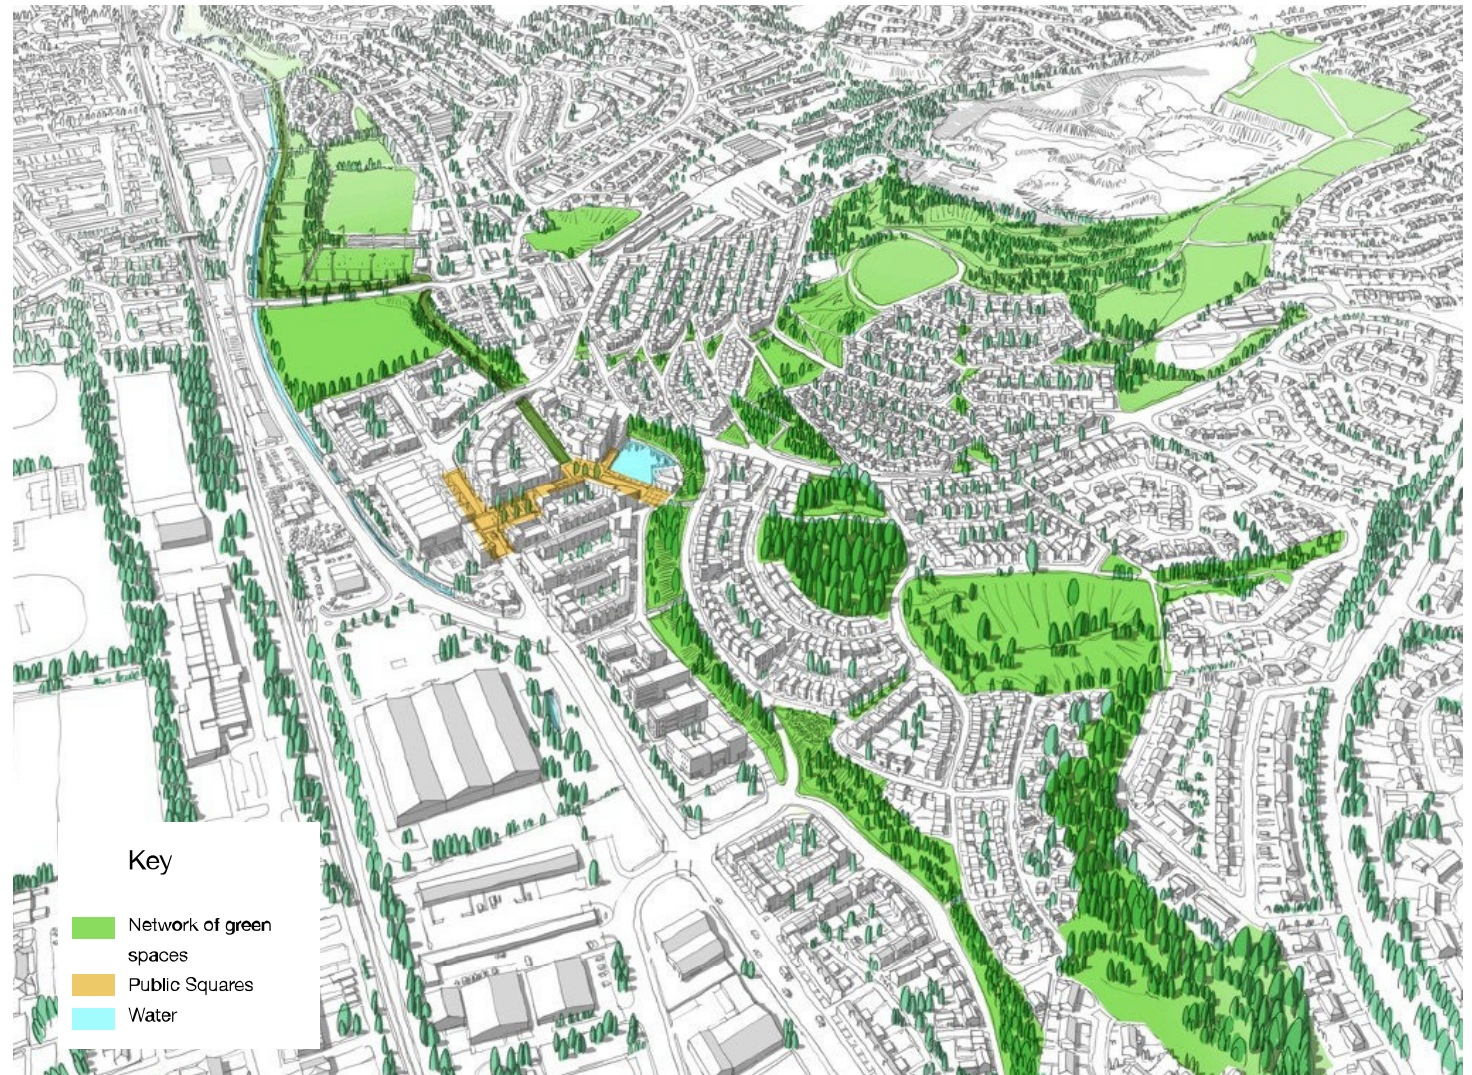 Key
Network of green
spaces
Public Squares
Water